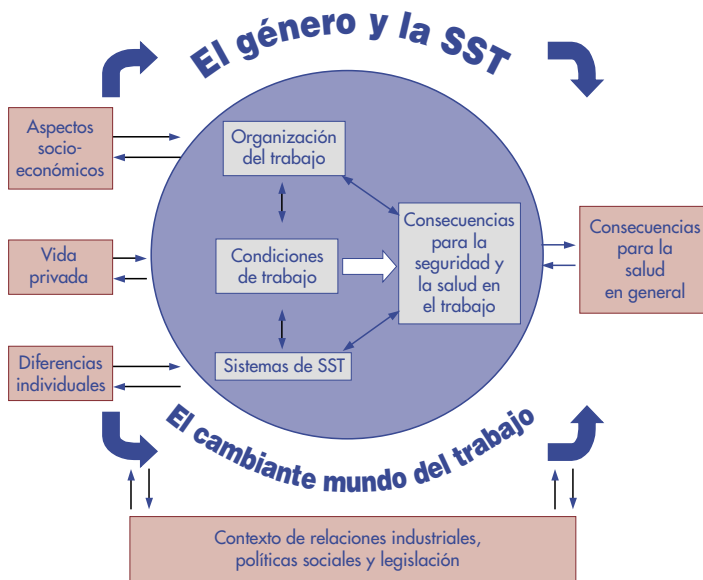 El género y la SST
Aspectos
socio-
económicos
Organización
del trabajo
Consecuencias
para la
seguridad y
la salud en
el trabajo
Consecuencias
para la
salud
en general
Vida
privada
Condiciones
de trabajo
Diferencias
individuales
Sistemas de SST
El cambiante mundo del trabajo
Contexto de relaciones industriales,
políticas sociales y legislación